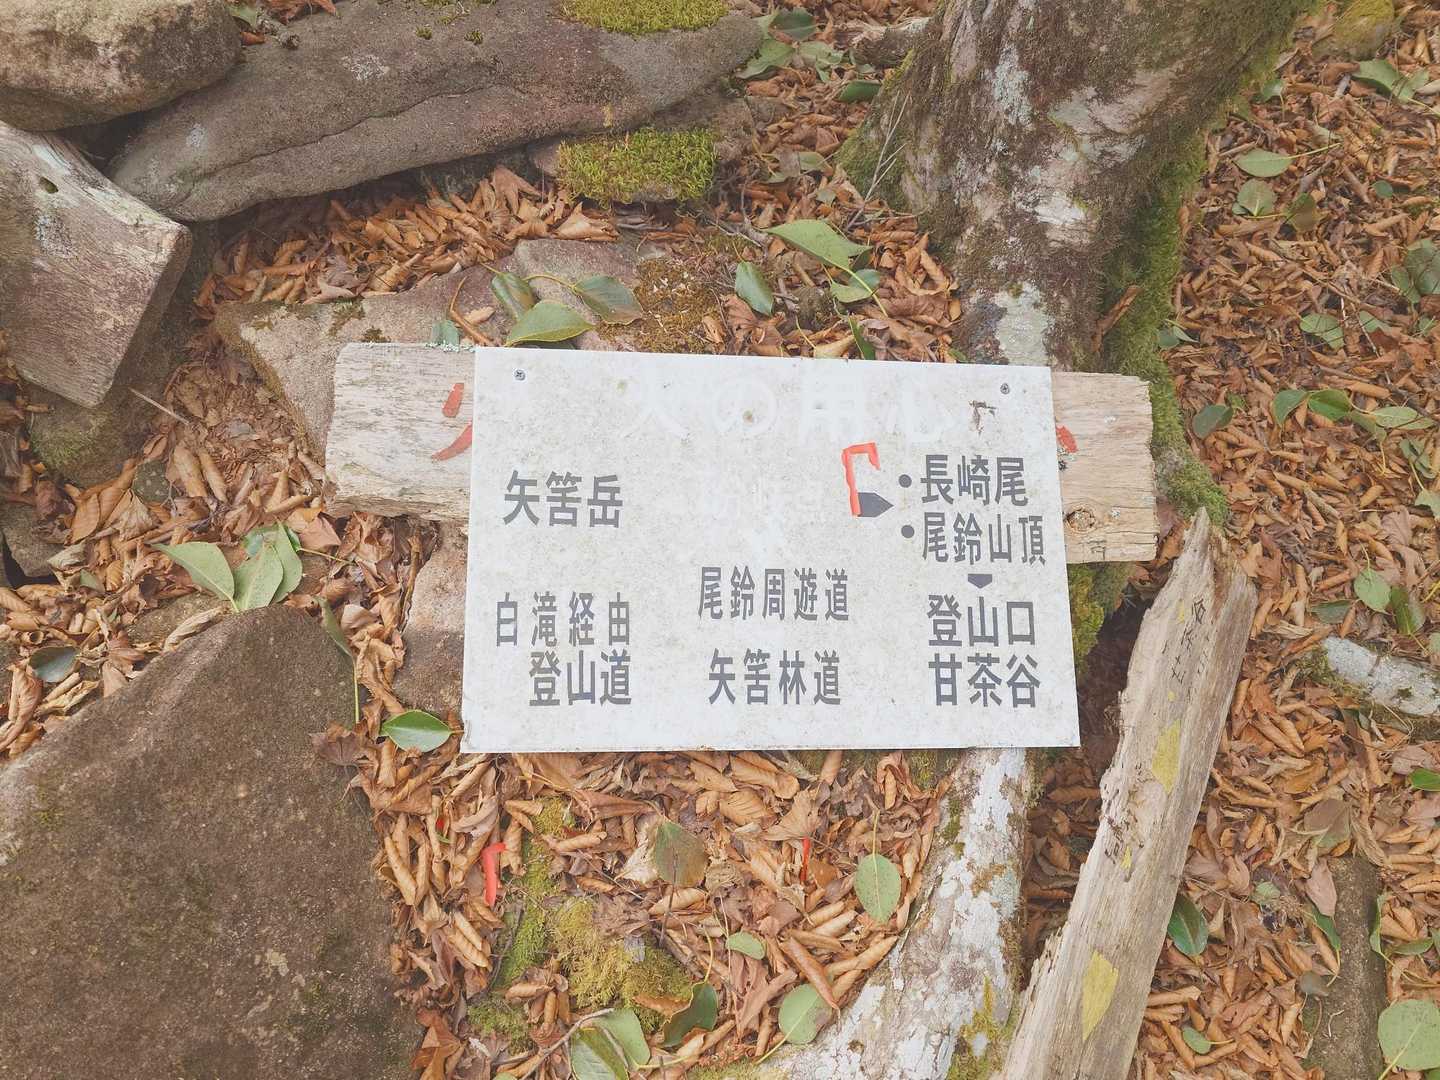 火の用心
矢筈岳
・長崎尾
・尾鈴山頂
白滝経由
登山道
尾鈴周遊道
矢筈林道
登山口
甘茶谷